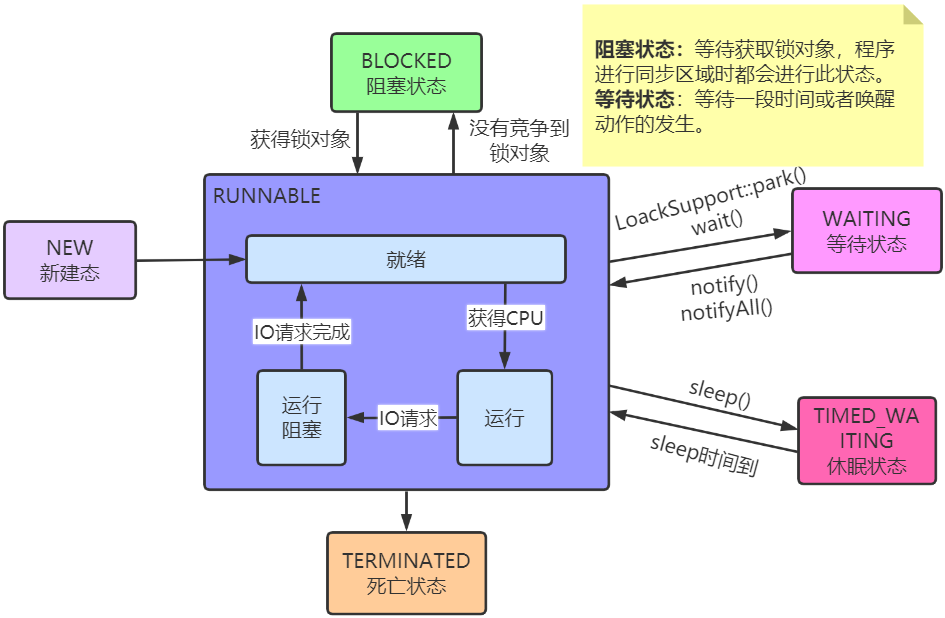 BLOCKED
阻塞状态
阻塞状态：等待获取锁对象，程序
进行同步区域时都会进行此状态。
等待状态：等待一段时间或者唤醒
动作的发生。
获得锁对象
没有竞争到
锁对象
RUNNABLE
LoackSupport::park()
wait()
WAITING
等待状态
NEW
新建态
就绪
notify()
notifyAll()
IO请求完成
获得CPU
运行
阻塞
IO请求
运行
sleep()
sleep时间到
TIMED_WA
ITING
休眠状态
TERMINATED
死亡状态